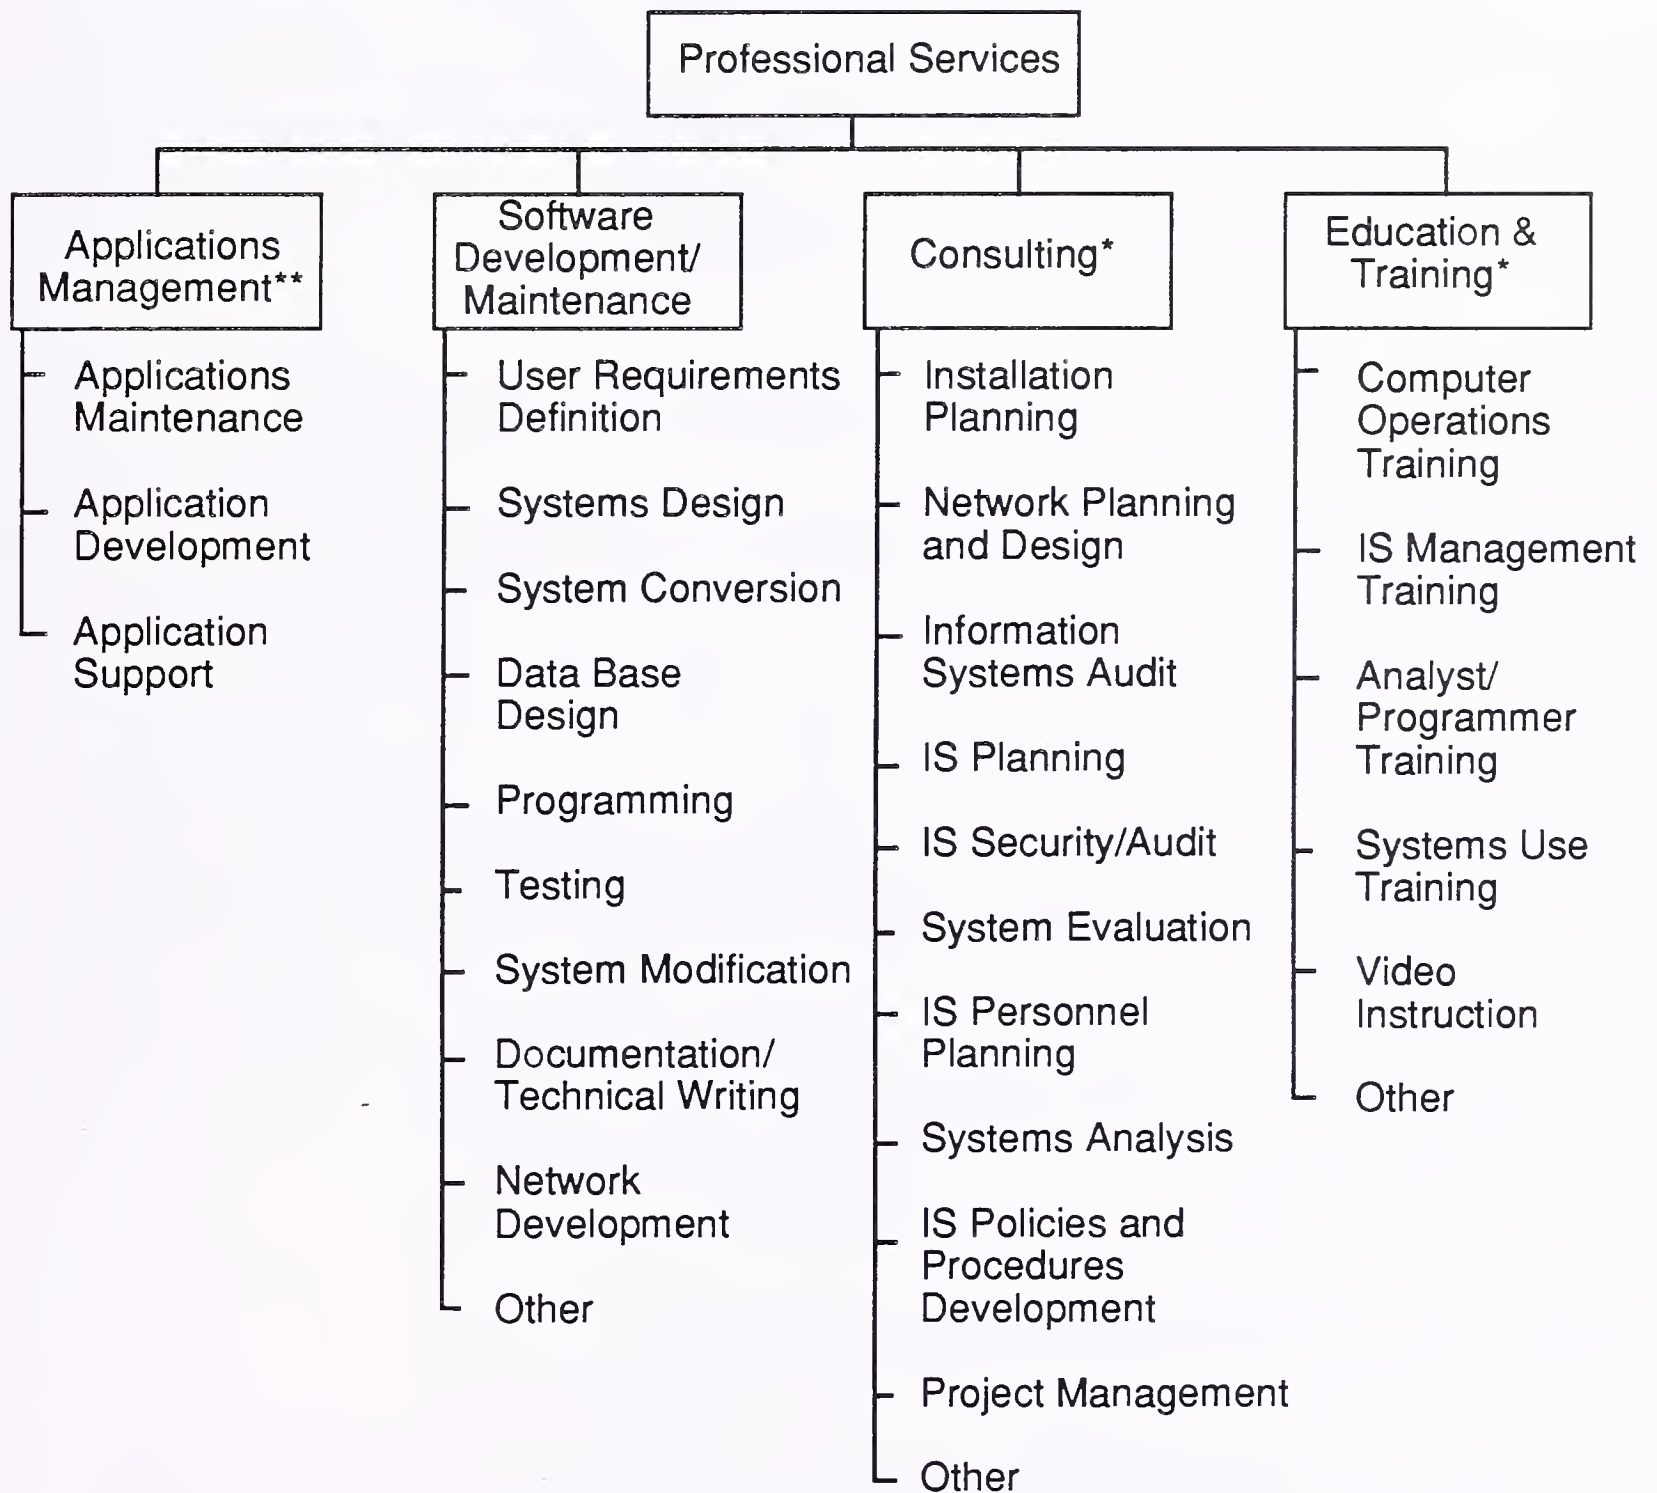 Professional Services
Applications
Management**
Applications
Maintenance
Application
Development
Application
Support
Software
Development/
Maintenance
User Requirements
Definition
Systems Design
System Conversion
Data Base
Design
Programming
Testing
System Modification
Documentation/
Technical Writing
Network
Development
Other
Consulting*
Installation
Planning
Network Planning
and Design
Information
Systems Audit
IS Planning
IS Security/Audit
System Evaluation
IS Personnel
Planning
Systems Analysis
IS Policies and
Procedures
Development
Project Management
Other
Education &
Training*
Computer
Operations
Training
IS Management
Training
Analyst/
Programmer
Training
Systems Use
Training
Video
Instruction
Other